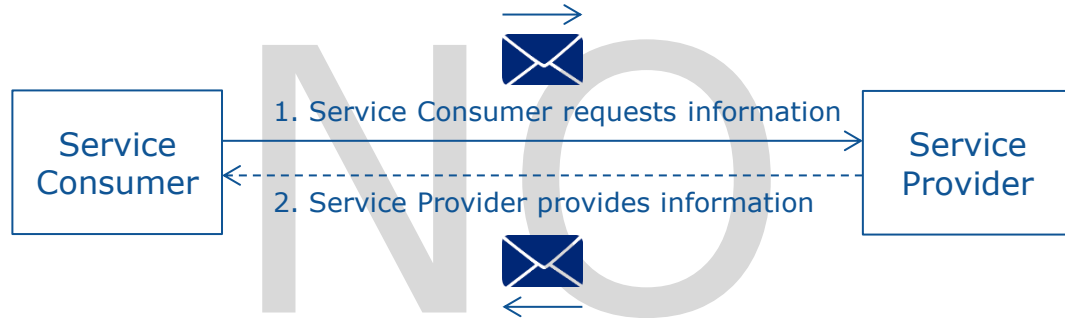 NO
1. Service Consumer requests information
Service
Consumer
Service
Provider
2. Service Provider provides information